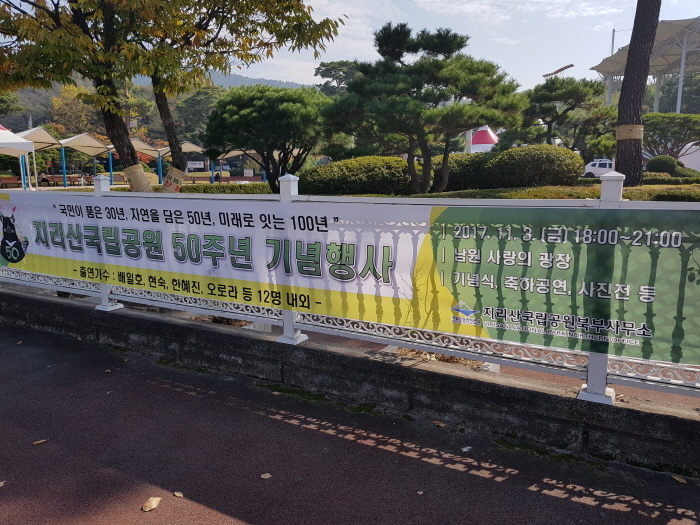 " 국민이 품은 30년, 자연을 담은 50년, 미래로 잇는 100년 "
지리산국립공원 50주년 기념행사
- 출연가수 : 배일호, 현숙, 한혜진, 오로라 등 12명 내외 -
2017. 11. 3. (금) 18:00~21:00
남원 사랑의 광장
기념식, 축하공연, 사진전 등
지리산국립공원북부사무소
JIRISAN NATIONAL PARK NORTHERN OFFICE